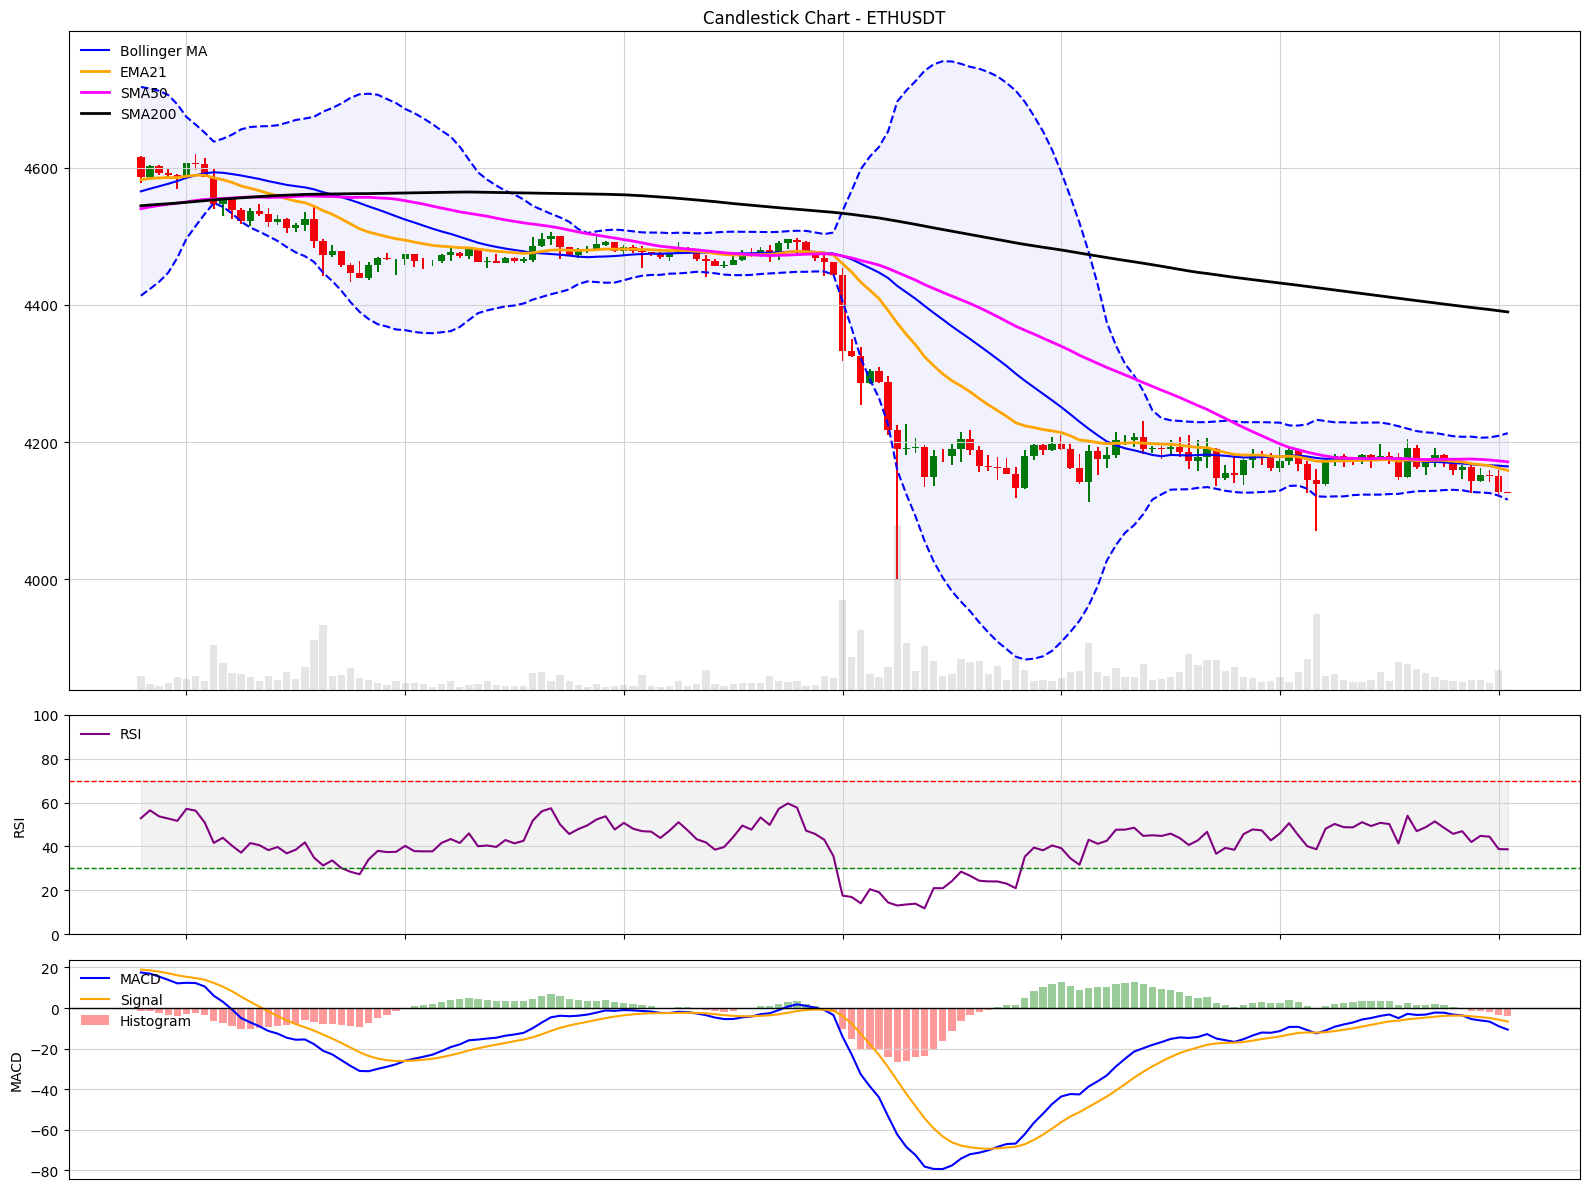 Candlestick Chart - ETHUSDT
Bollinger MA
EMA21
SMA50
SMA200
4600
4400
4200
4000
100
80
60
40
20
0
RSI
RSI
20
0
−20
−40
−60
−80
MACD
MACD
Signal
Histogram